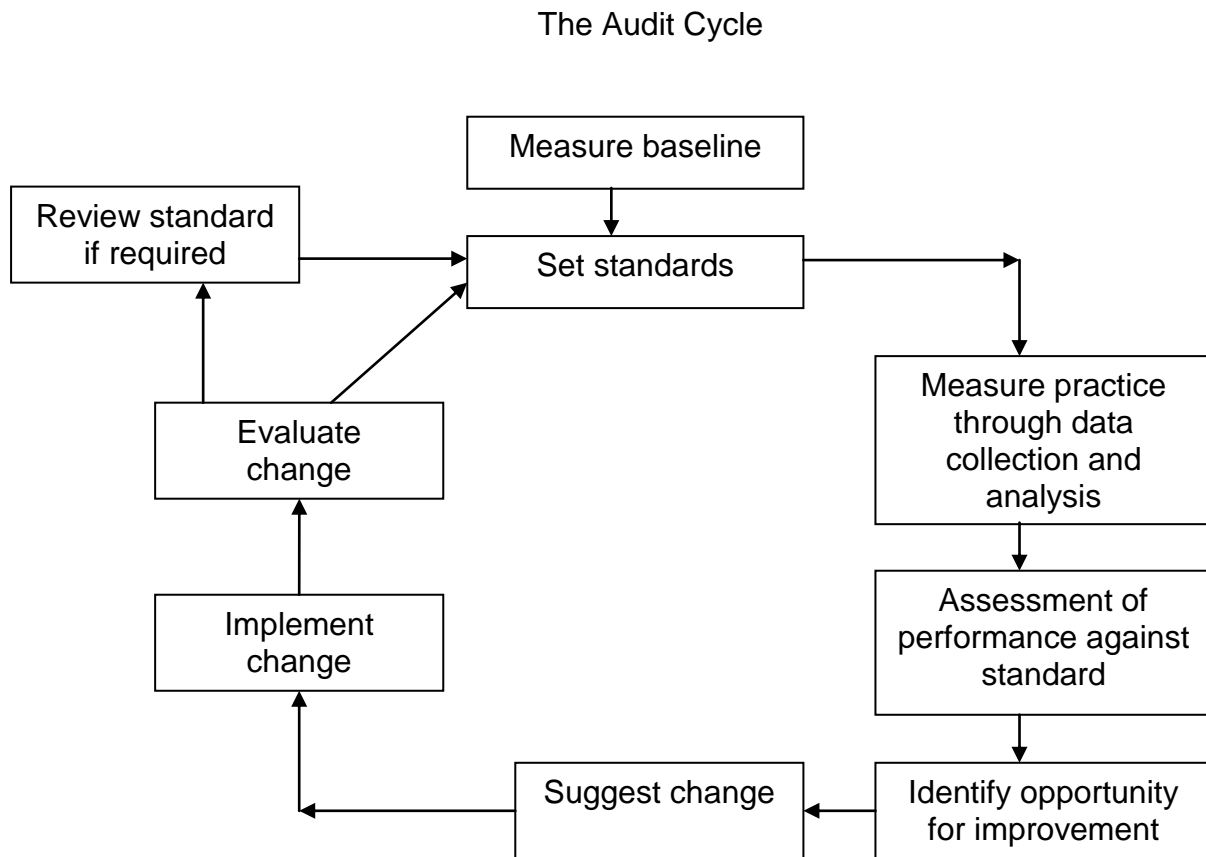 The Audit Cycle
Measure baseline
Review standard
if required
Set standards
Measure practice
through data
collection and
analysis
Evaluate
change
Assessment of
performance against
standard
Implement
change
Suggest change
Identify opportunity
for improvement